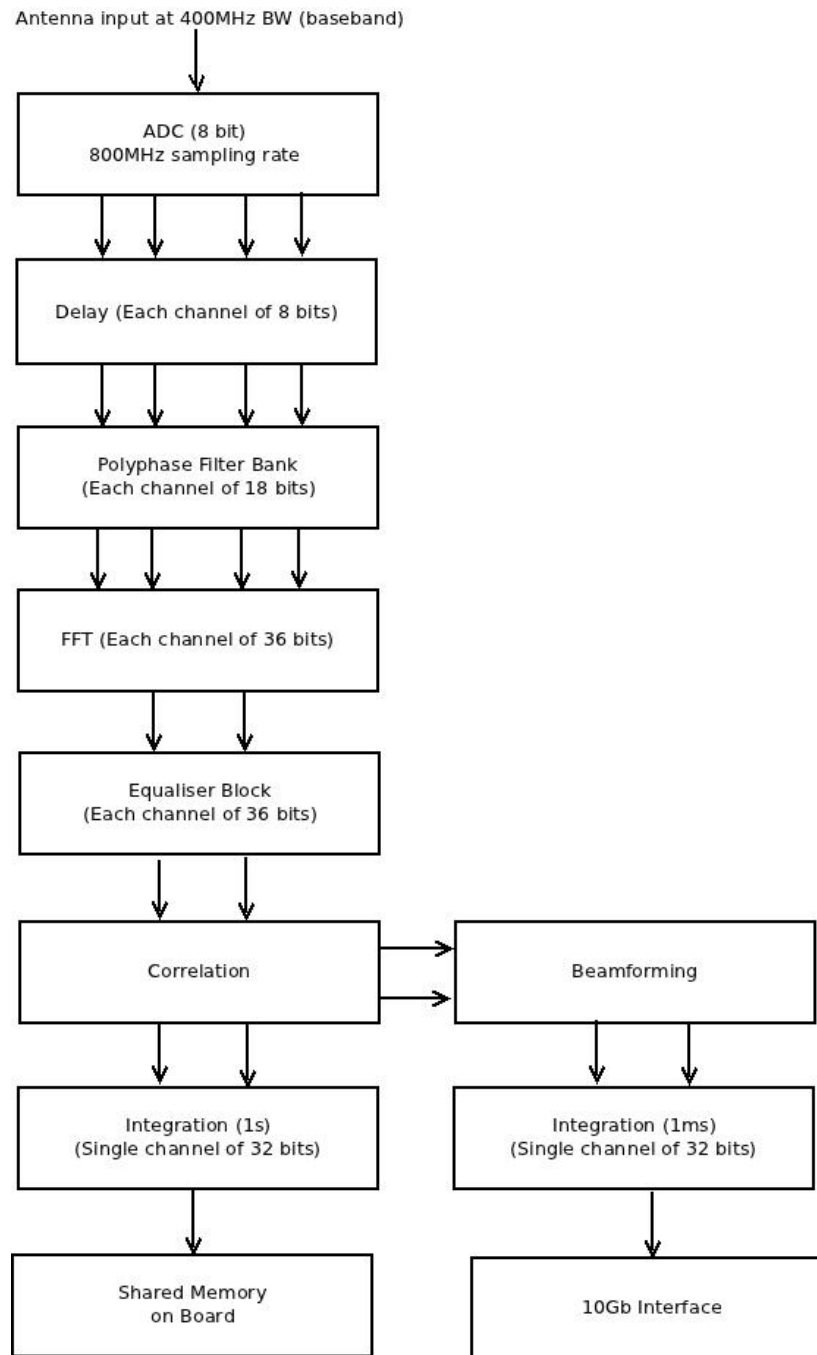 Antenna input at 400MHz BW (baseband)
ADC (8 bit)
800MHz sampling rate
Delay (Each channel of 8 bits)
Polyphase Filter Bank
(Each channel of 18 bits)
FFT (Each channel of 36 bits)
Equaliser Block
(Each channel of 36 bits)
Correlation
Beamforming
Integration (1s)
(Single channel of 32 bits)
Integration (1ms)
(Single channel of 32 bits)
Shared Memory
on Board
10Gb Interface